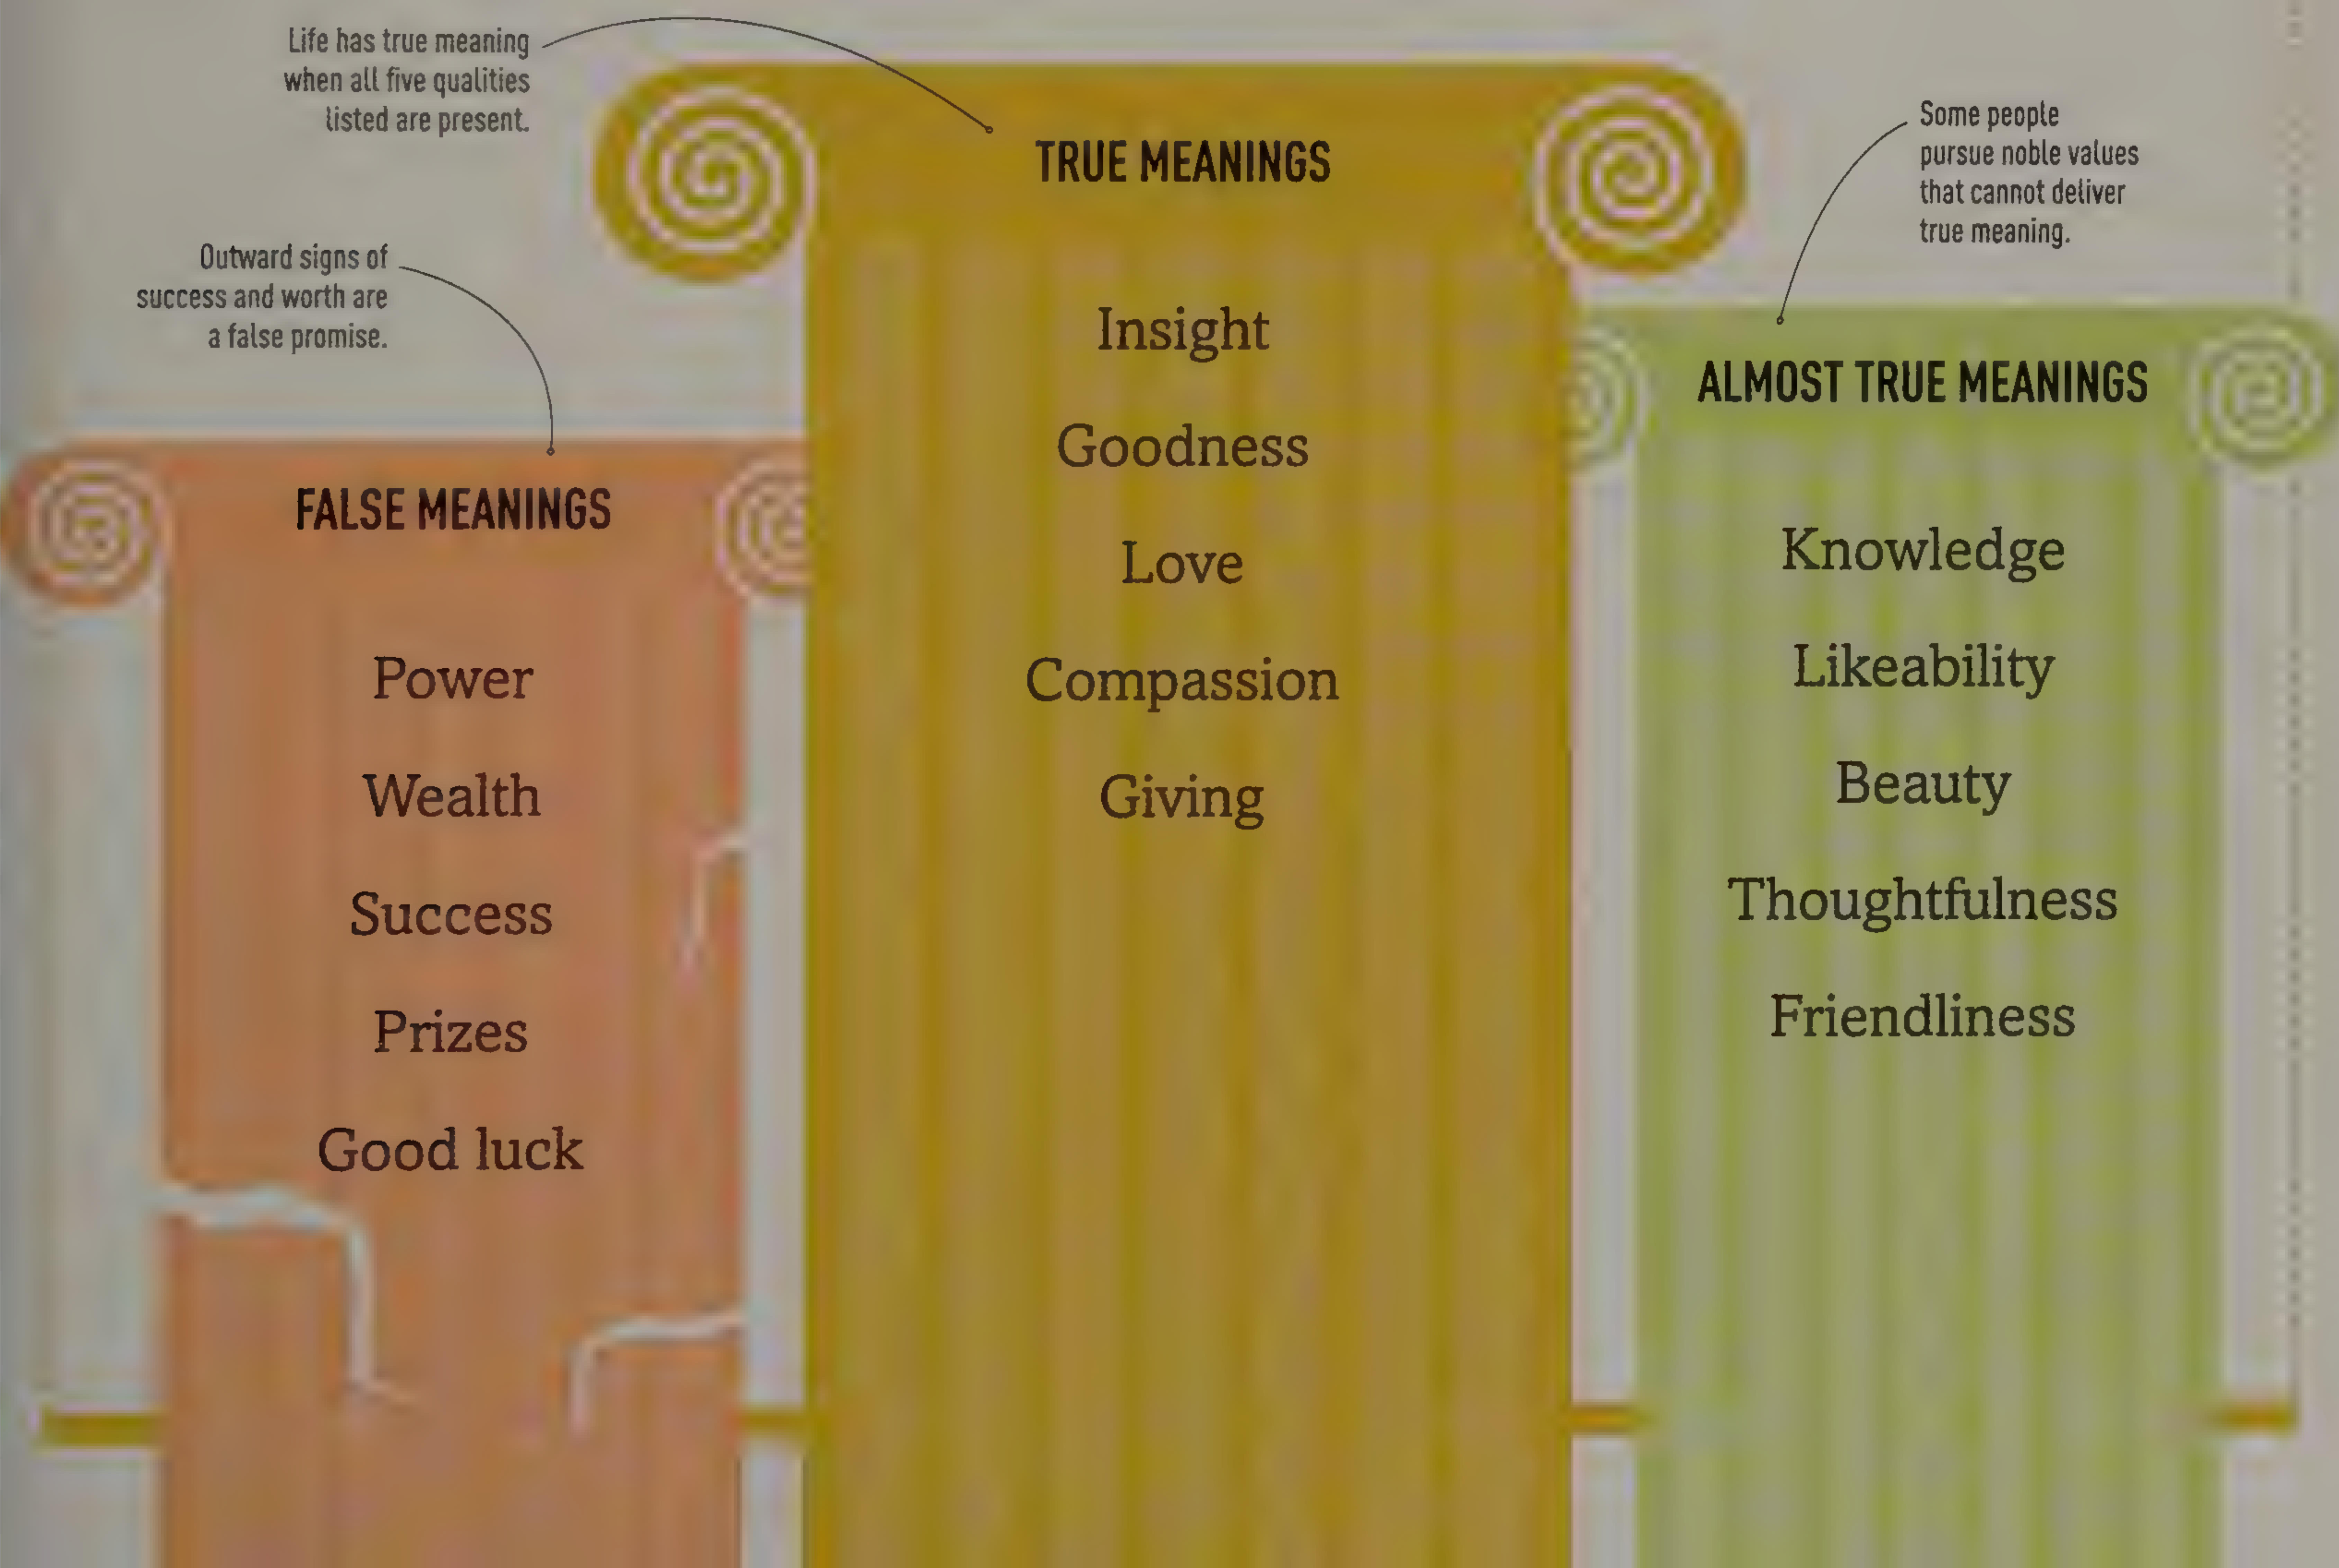 Life has true meaning
when all five qualities
listed are present.
Outward signs of
success and worth are
a false promise.
FALSE MEANINGS
Power
Wealth
Success
Prizes
Good luck
TRUE MEANINGS
Insight
Goodness
Love
Compassion
Giving
Some people
pursue noble values
that cannot deliver
true meaning.
ALMOST TRUE MEANINGS
Knowledge
Likeability
Beauty
Thoughtfulness
Friendliness